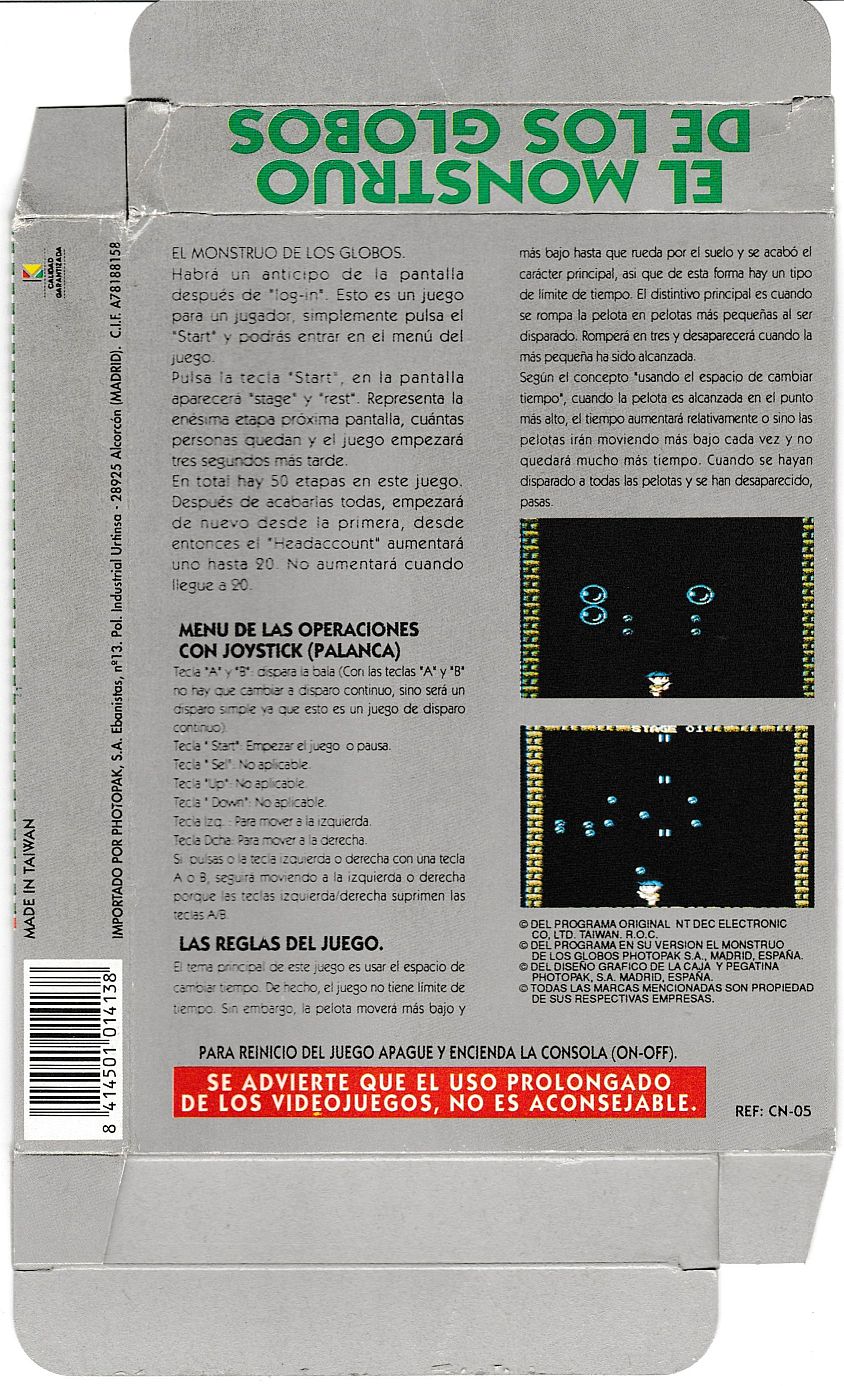 EL MONSTRUO
DE LOS GLOBOS
EL MONSTRUO DE LOS GLOBOS.
Habrá un anticipo de la pantalla
después de "log-in". Esto es un juego
para un jugador, simplemente pulsa el
"Start" y podrás entrar en el menú del
juego.
Pulsa la tecla "Start", en la pantalla
aparecerá "stage" y "rest". Representa la
enésima etapa próxima pantalla, cuántas
personas quedan y el juego empezará
tres segundos más tarde.
En total hay 50 etapas en este juego.
Después de acabarlas todas, empezará
de nuevo desde la primera, desde
entonces el "Headaccount" aumentará
uno hasta 20. No aumentará cuando
llegue a 20.
MENU DE LAS OPERACIONES
CON JOYSTICK (PALANCA)
Tecla "A" y "B": dispara la bala (Con las teclas "A" y "B"
no hay que cambiar a disparo continuo, sino será un
disparo simple ya que esto es un juego de disparo
continuo).
Tecla " Start": Empezar el juego o pausa.
Tecla " Sel": No aplicable.
Tecla "Up": No aplicable.
Tecla " Down": No aplicable.
Tecla Izq. : Para mover a la izquierda.
Tecla Dcha: Para mover a la derecha.
Si pulsas o la tecla izquierda o derecha con una tecla
A o B, seguirá moviendo a la izquierda o derecha
porque las teclas izquierda/derecha suprimen las
teclas A/B.
LAS REGLAS DEL JUEGO.
El tema principal de este juego es usar el espacio de
cambiar tiempo. De hecho, el juego no tiene límite de
tiempo. Sin embargo, la pelota moverá más bajo y
más bajo hasta que rueda por el suelo y se acabó el
carácter principal, asi que de esta forma hay un tipo
de límite de tiempo. El distintivo principal es cuando
se rompa la pelota en pelotas más pequeñas al ser
disparado. Romperá en tres y desaparecerá cuando la
más pequeña ha sido alcanzada.
Según el concepto "usando el espacio de cambiar
tiempo", cuando la pelota es alcanzada en el punto
más alto, el tiempo aumentará relativamente o sino las
pelotas irán moviendo más bajo cada vez y no
quedará mucho más tiempo. Cuando se hayan
disparado a todas las pelotas y se han desaparecido,
pasas.
STAGE 01
© DEL PROGRAMA ORIGINAL NT DEC ELECTRONIC
CO, LTD. TAIWAN. R.O.C.
© DEL PROGRAMA EN SU VERSION EL MONSTRUO
DE LOS GLOBOS PHOTOPAK S.A., MADRID, ESPAÑA.
© DEL DISEÑO GRAFICO DE LA CAJA Y PEGATINA
PHOTOPAK, S.A. MADRID, ESPAÑA.
© TODAS LAS MARCAS MENCIONADAS SON PROPIEDAD
DE SUS RESPECTIVAS EMPRESAS.
PARA REINICIO DEL JUEGO APAGUE Y ENCIENDA LA CONSOLA (ON-OFF).
SE ADVIERTE QUE EL USO PROLONGADO
DE LOS VIDEOJUEGOS, NO ES ACONSEJABLE.
REF: CN-05
CALIDAD
GARANTIZADA
MADE IN TAIWAN
IMPORTADO POR PHOTOPAK, S.A. Ebanistas, nº13. Pol. Industrial Urtinsa - 28925 Alcorcón (MADRID). C.I.F. A78188158
8 414501 014138